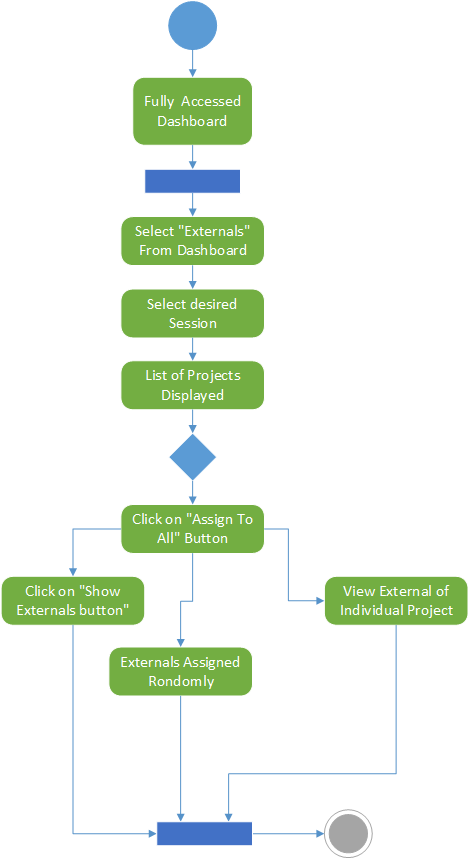 Fully Accessed
Dashboard
Select "Externals"
From Dashboard
Select desired
Session
List of Projects
Displayed
Click on "Assign To
All" Button
Click on "Show
Externals button"
View External of
Individual Project
Externals Assigned
Rondomly